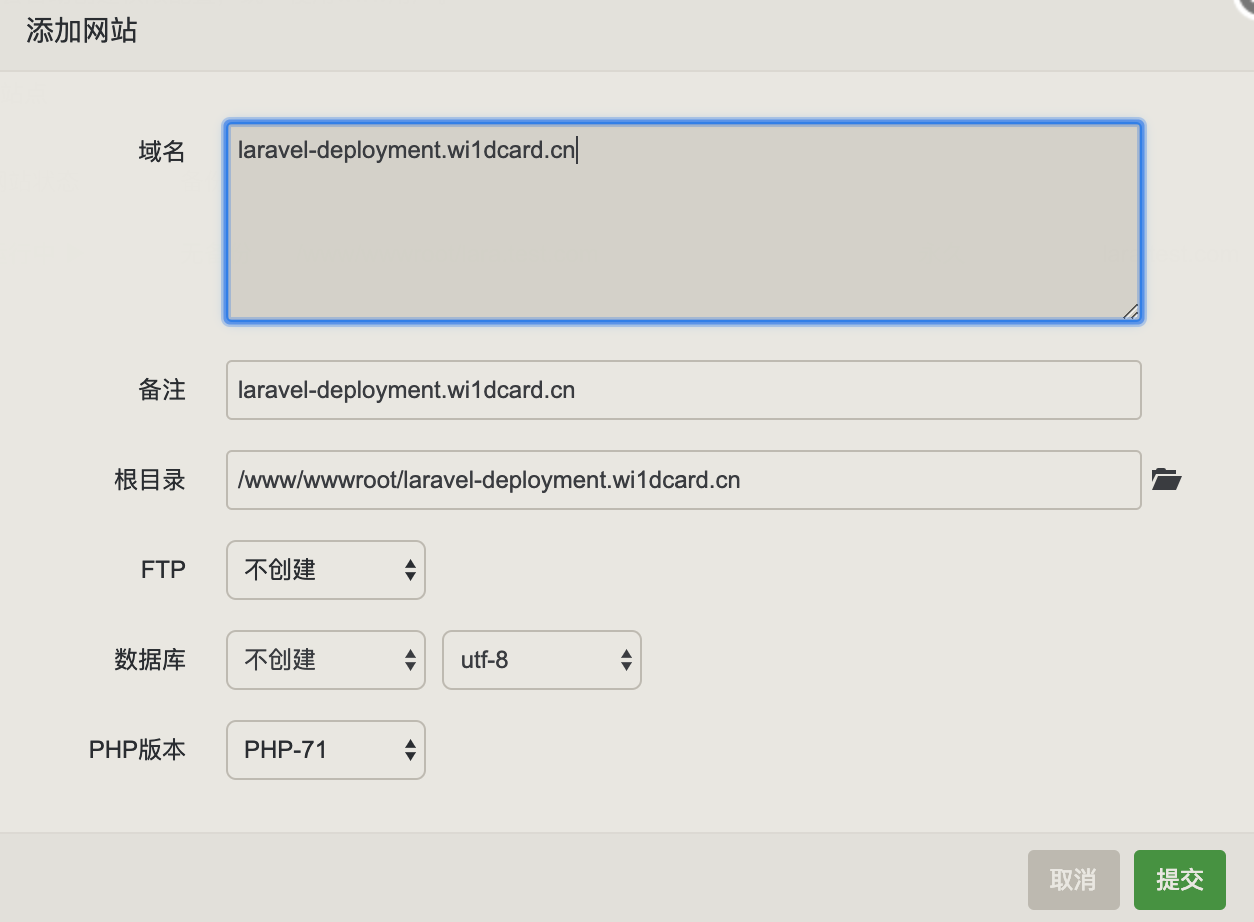 添加网站
域名 laravel-deployment.wi1dcard.cn
备注 laravel-deployment.wi1dcard.cn
根目录 /www/wwwroot/laravel-deployment.wi1dcard.cn
FTP 不创建
数据库 不创建 utf-8
PHP版本 PHP-71
取消 提交